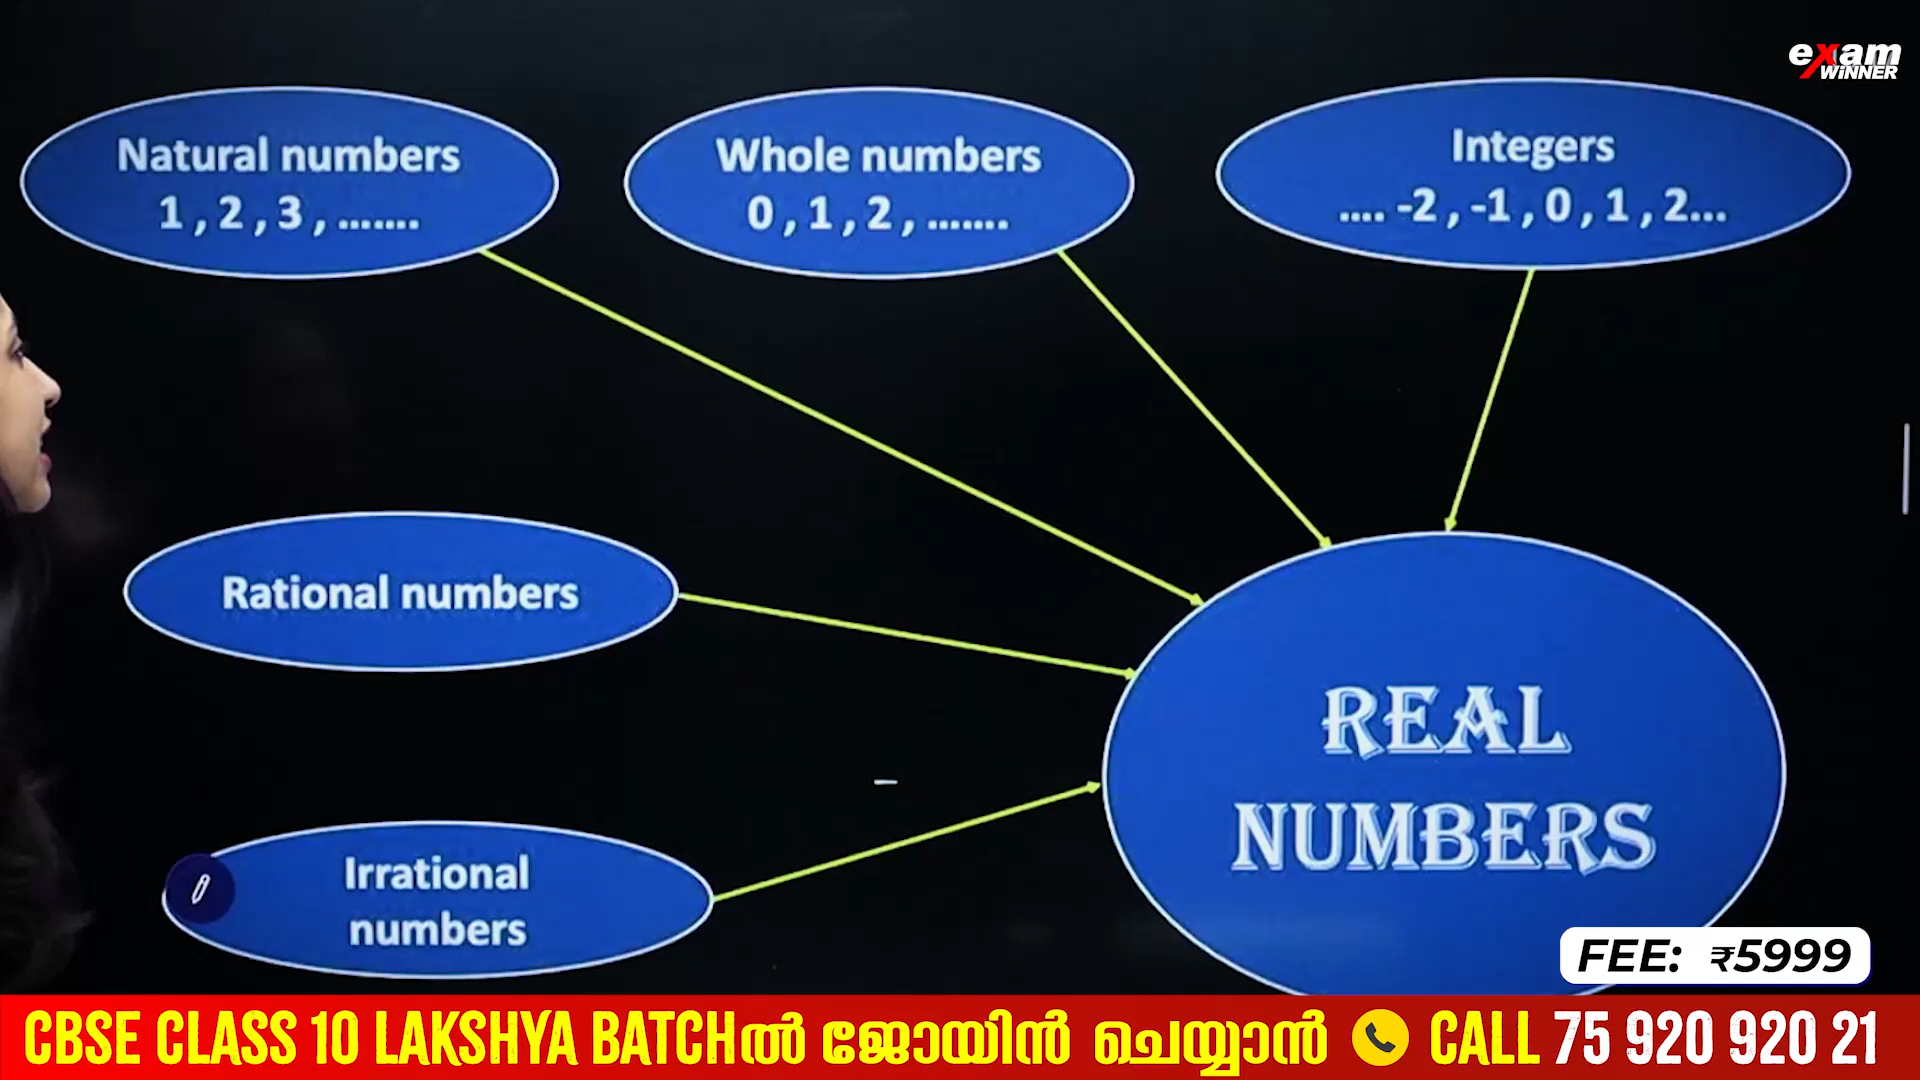 exam
WINNER
Natural numbers
1 , 2 , 3 , .......
Whole numbers
0 , 1 , 2 , .......
Integers
.... -2 , -1 , 0 , 1 , 2...
Rational numbers
Irrational
numbers
REAL
NUMBERS
FEE: ₹5999
CBSE CLASS 10 LAKSHYA BATCHൽ ജോയിൻ ചെയ്യാൻ CALL 75 920 920 21